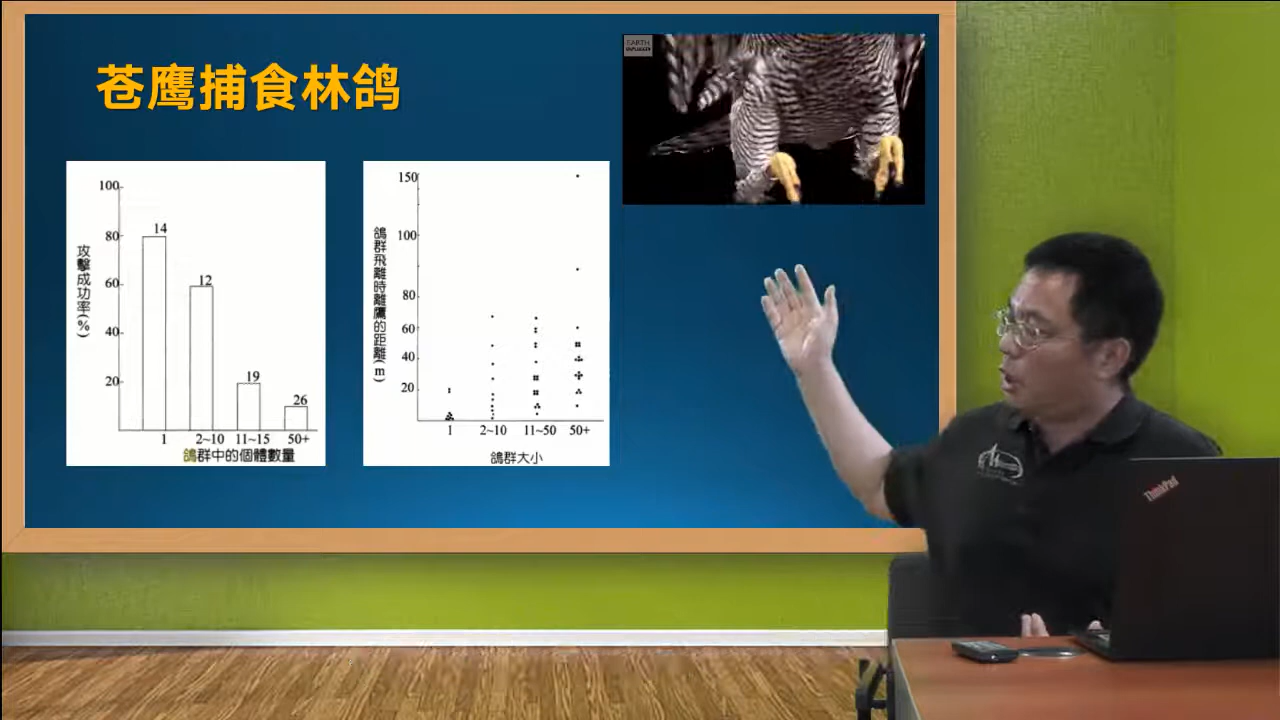 苍鹰捕食林鸽
EARTH
UNPLUGGED
攻擊成功率(%)
100
80
60
40
20
14
12
19
26
1
2~10
11~15
50+
鴿群中的個體數量
鴿群飛離時離鷹的距離(m)
150
100
80
60
40
20
1
2~10
11~50
50+
鴿群大小
ThinkPad